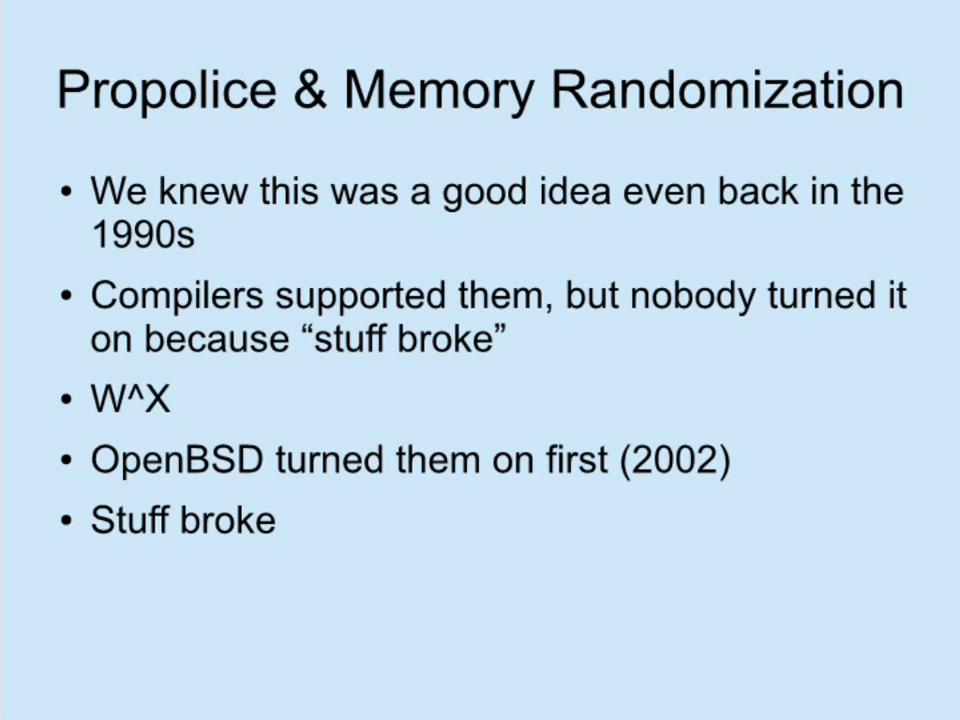 Propolice & Memory Randomization
• We knew this was a good idea even back in the
1990s
• Compilers supported them, but nobody turned it
on because “stuff broke”
• W^X
• OpenBSD turned them on first (2002)
• Stuff broke